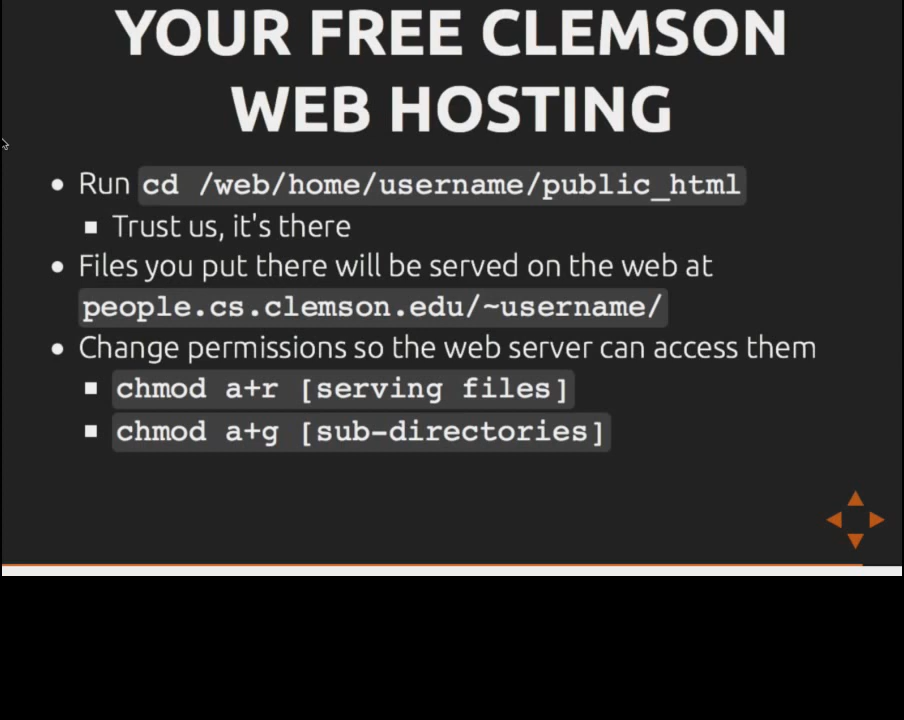 YOUR FREE CLEMSON
WEB HOSTING
Run cd /web/home/username/public_html
Trust us, it's there
Files you put there will be served on the web at
people.cs.clemson.edu/~username/
Change permissions so the web server can access them
chmod a+r [serving files]
chmod a+g [sub-directories]